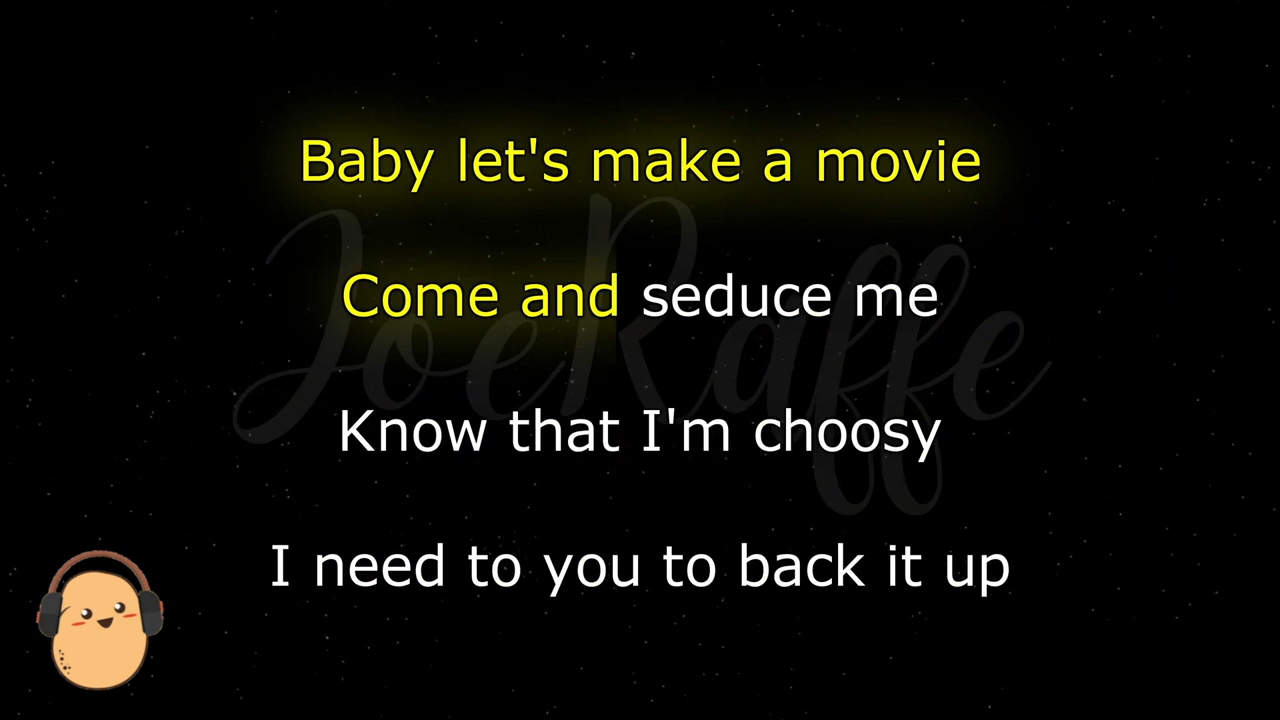 Baby let's make a movie
Come and seduce me
JoeRaffe
Know that I'm choosy
I need to you to back it up